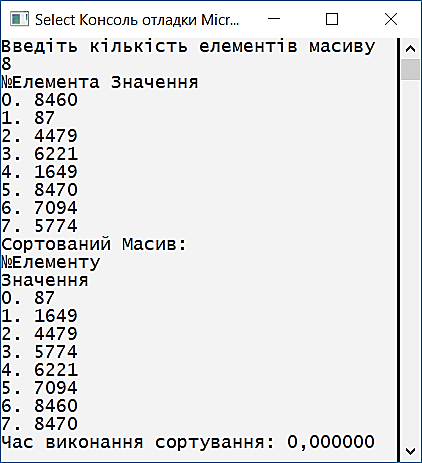 Select Консоль отладки Micr...
Введіть кількість елементів масиву
8
№Елемента Значення
0. 8460
1. 87
2. 4479
3. 6221
4. 1649
5. 8470
6. 7094
7. 5774
Сортований Масив:
№Елементу
Значення
0. 87
1. 1649
2. 4479
3. 5774
4. 6221
5. 7094
6. 8460
7. 8470
Час виконання сортування: 0,000000